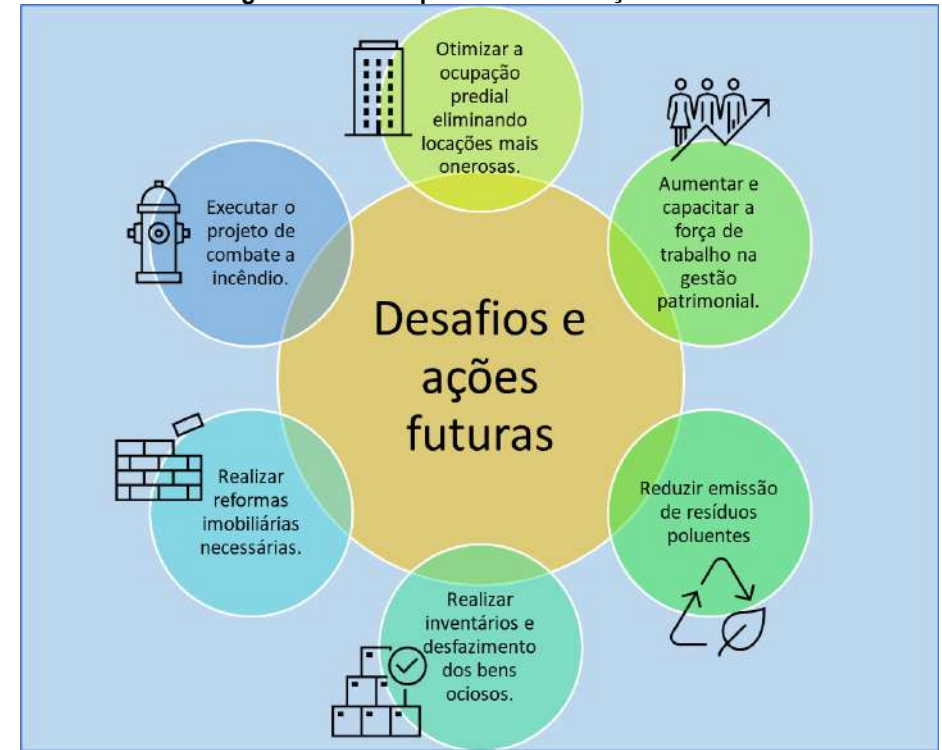 Otimizar a
ocupação
predial
eliminando
locações mais
onerosas.
Aumentar e
capacitar a
força de
trabalho na
gestão
patrimonial.
Reduzir emissão
de resíduos
poluentes
Realizar
inventários e
desfazimento
dos bens
ociosos.
Realizar
reformas
imobiliárias
necessárias.
Executar o
projeto de
combate a
incêndio.
Desafios e
ações
futuras